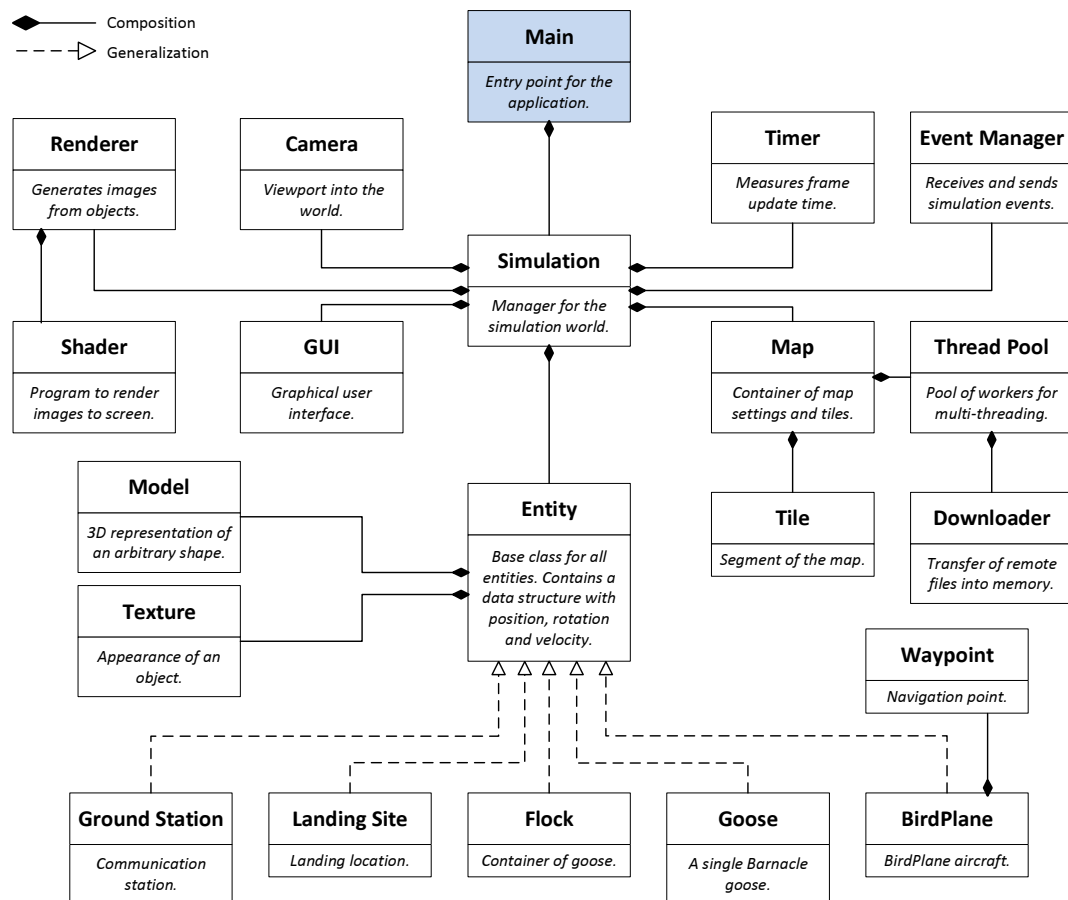 Composition
Generalization
Main
Entry point for the
application.
Renderer
Generates images
from objects.
Camera
Viewport into the
world.
Timer
Measures frame
update time.
Event Manager
Receives and sends
simulation events.
Simulation
Manager for the
simulation world.
Shader
Program to render
images to screen.
GUI
Graphical user
interface.
Map
Container of map
settings and tiles.
Thread Pool
Pool of workers for
multi-threading.
Model
3D representation of
an arbitrary shape.
Entity
Base class for all
entities. Contains a
data structure with
position, rotation
and velocity.
Tile
Segment of the map.
Downloader
Transfer of remote
files into memory.
Texture
Appearance of an
object.
Waypoint
Navigation point.
Ground Station
Communication
station.
Landing Site
Landing location.
Flock
Container of goose.
Goose
A single Barnacle
goose.
BirdPlane
BirdPlane aircraft.